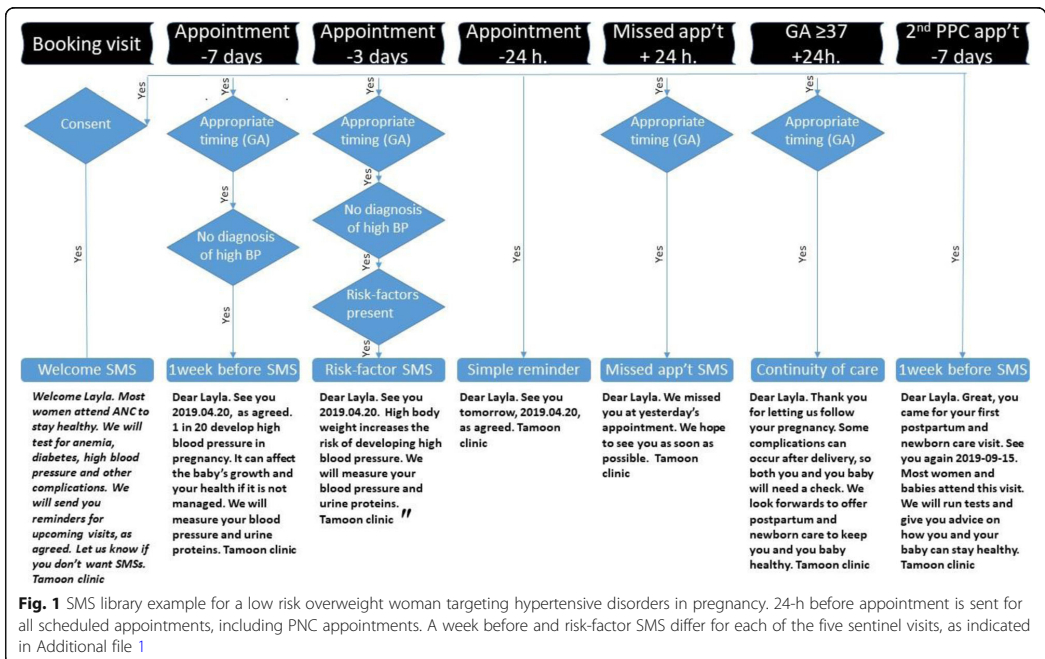 Booking visit
Appointment
-7 days
Appointment
-3 days
Appointment
-24 h.
Missed app't
+ 24 h.
GA ≥37
+24h.
2nd PPC app't
-7 days
Yes
Yes
Yes
Yes
Consent
Appropriate
timing (GA)
Appropriate
timing (GA)
Appropriate
timing (GA)
Appropriate
timing (GA)
Yes
Yes
Yes
No diagnosis
of high BP
No diagnosis
of high BP
Yes
Yes
Yes
Yes
Yes
Yes
Risk-factors
present
Yes
Yes
Yes
Welcome SMS
1week before SMS
Risk-factor SMS
Simple reminder
Missed app't SMS
Continuity of care
1week before SMS
Welcome Layla. Most
women attend ANC to
stay healthy. We will
test for anemia,
diabetes, high blood
pressure and other
complications. We
will send you
reminders for
upcoming visits, as
agreed. Let us know if
you don't want SMSs.
Tamoon clinic
Dear Layla. See you
2019.04.20, as agreed.
1 in 20 develop high
blood pressure in
pregnancy. It can affect
the baby's growth and
your health if it is not
managed. We will
measure your blood
pressure and urine
proteins. Tamoon clinic
Dear Layla. See you
2019.04.20. High body
weight increases the
risk of developing high
blood pressure. We
will measure your
blood pressure and
urine proteins.
Tamoon clinic "
Dear Layla. See you
tomorrow, 2019.04.20,
as agreed. Tamoon
clinic
Dear Layla. We missed
you at yesterday's
appointment. We hope
to see you as soon as
possible. Tamoon
clinic
Dear Layla. Thank you
for letting us follow
your pregnancy. Some
complications can
occur after delivery, so
both you and you baby
will need a check. We
look forwards to offer
postpartum and
newborn care to keep
you and you baby
healthy. Tamoon clinic
Dear Layla. Great, you
came for your first
postpartum and
newborn care visit. See
you again 2019-09-15.
Most women and
babies attend this visit.
We will run tests and
give you advice on
how you and your
baby can stay healthy.
Tamoon clinic
Fig. 1 SMS library example for a low risk overweight woman targeting hypertensive disorders in pregnancy. 24-h before appointment is sent for
all scheduled appointments, including PNC appointments. A week before and risk-factor SMS differ for each of the five sentinel visits, as indicated
in Additional file 1